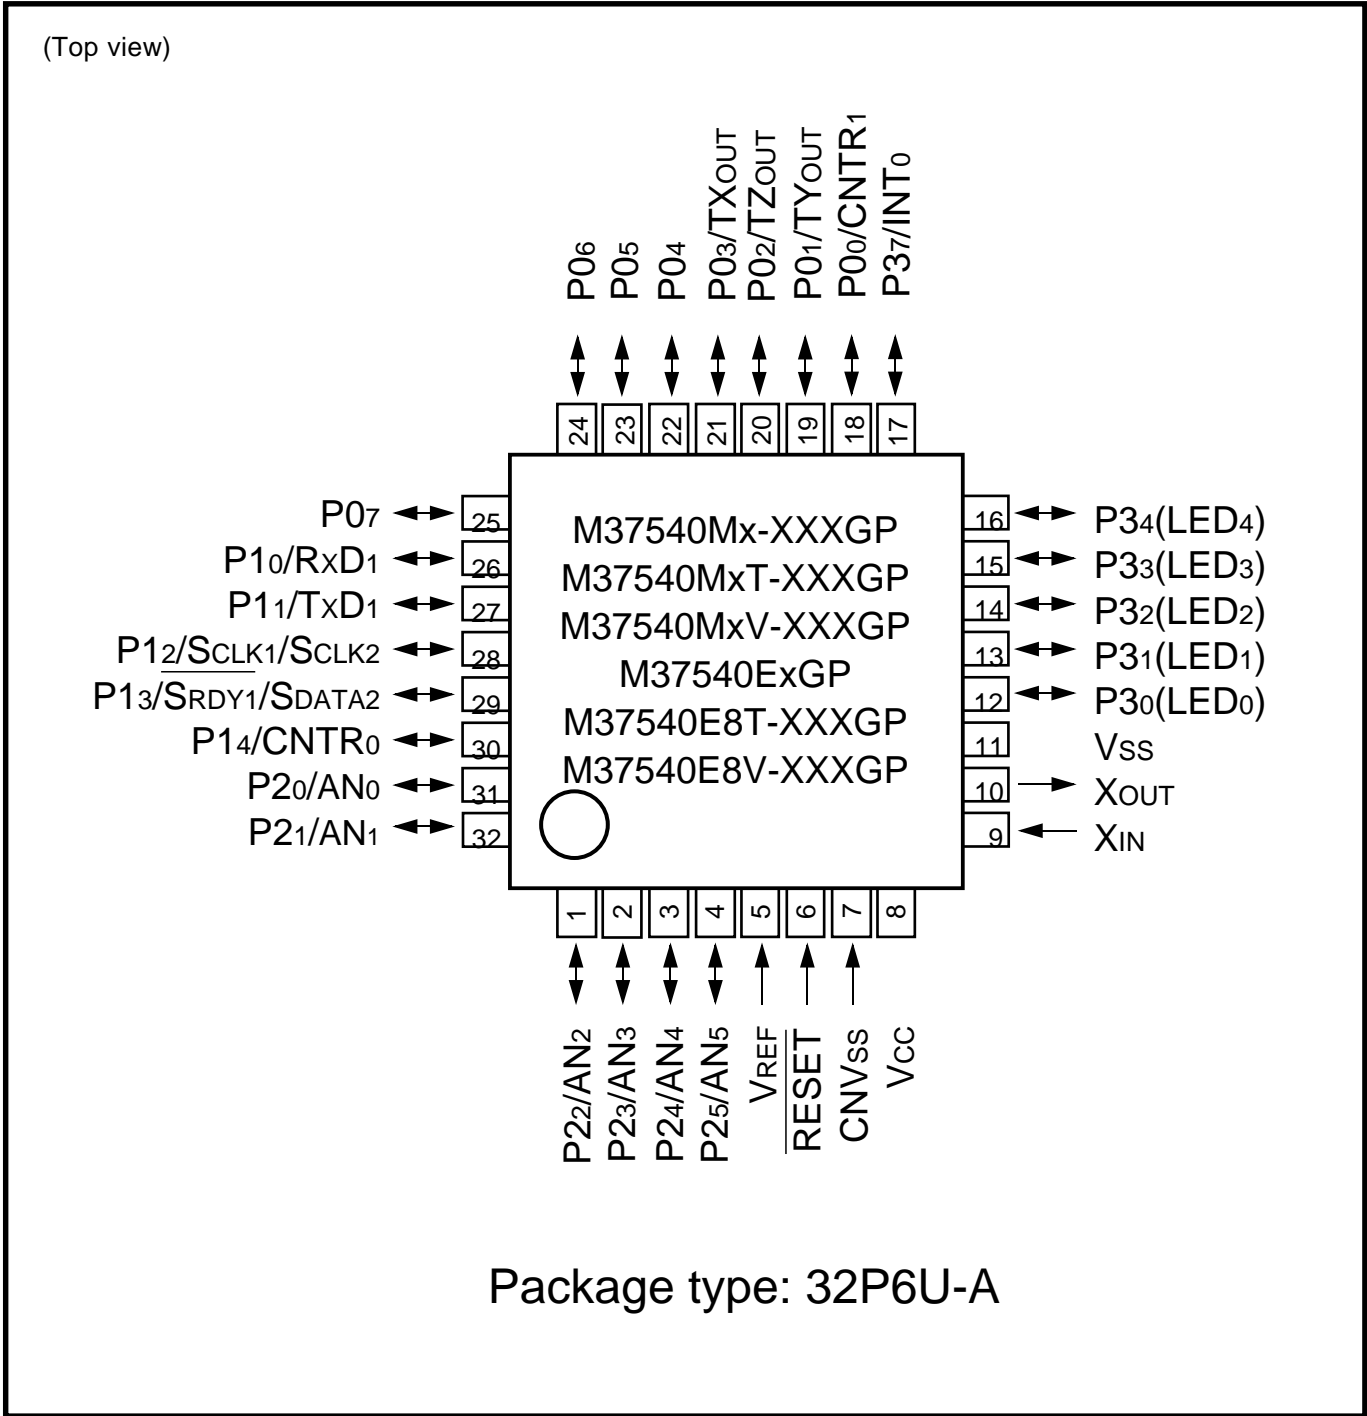 (Top view)
P06
P05
P04
P03/TXOUT
P02/TZOUT
P01/TYOUT
P00/CNTR1
P37/INT0
24
23
22
21
20
19
18
17
P07
25
P10/RXD1
26
P11/TXD1
27
P12/SCLK1/SCLK2
28
P13/SRDY1/SDATA2
29
P14/CNTR0
30
P20/AN0
31
P21/AN1
32
M37540Mx-XXXGP
M37540MxT-XXXGP
M37540MxV-XXXGP
M37540ExGP
M37540E8T-XXXGP
M37540E8V-XXXGP
16
P34(LED4)
15
P33(LED3)
14
P32(LED2)
13
P31(LED1)
12
P30(LED0)
11
VSS
10
XOUT
9
XIN
1
2
3
4
5
6
7
8
P22/AN2
P23/AN3
P24/AN4
P25/AN5
VREF
RESET
CNVSS
VCC
Package type: 32P6U-A